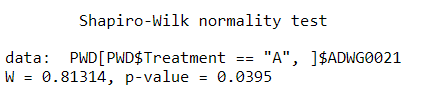 Shapiro-Wilk normality test
data:  PWD[PWD$Treatment == "A", ]$ADWG0021
W = 0.81314, p-value = 0.0395